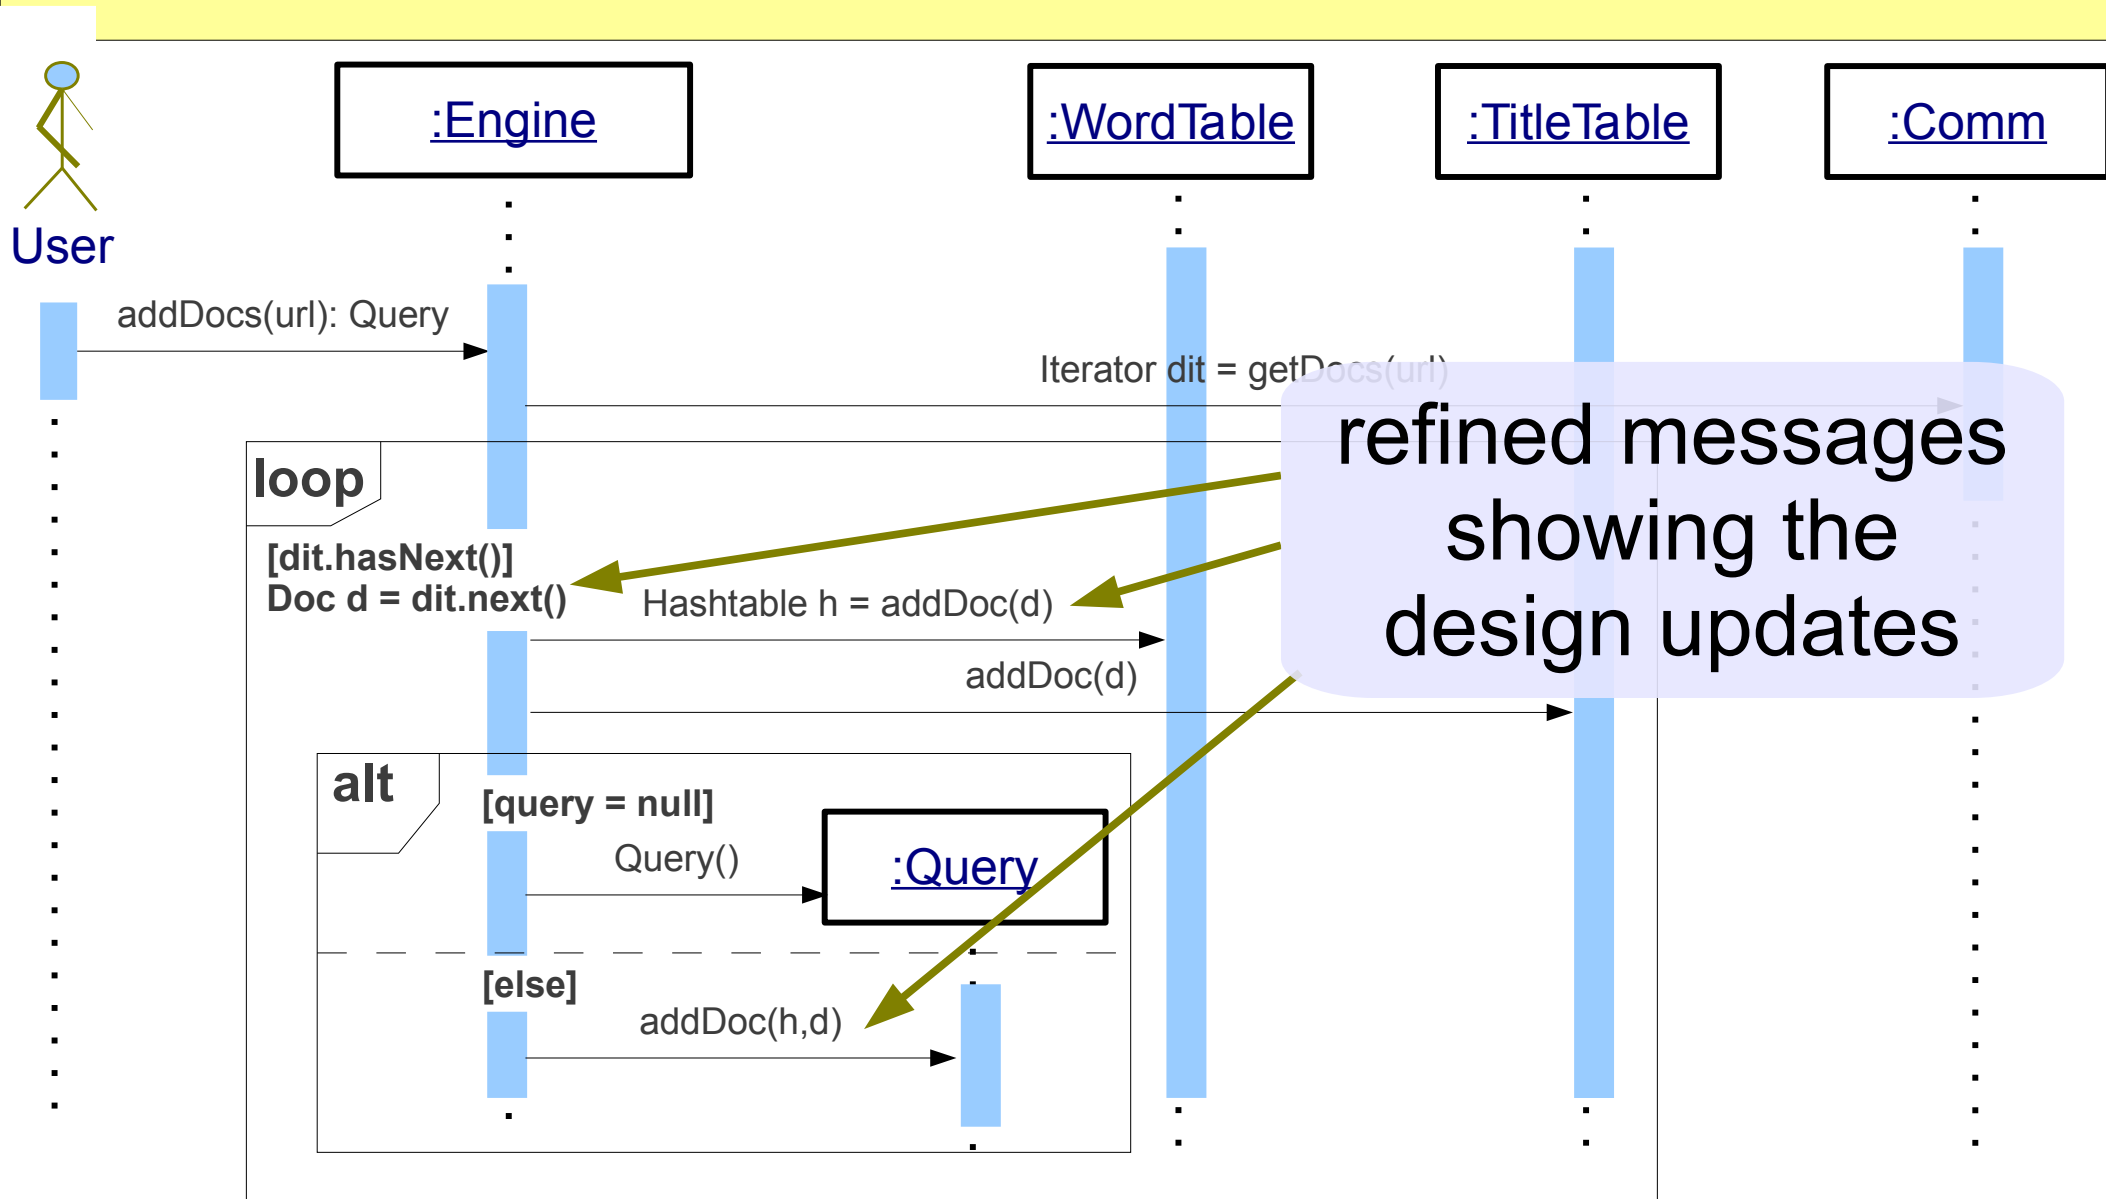 :Engine
:WordTable
:TitleTable
:Comm
User
addDocs(url): Query
Iterator dit = getDocs(url)
refined messages
showing the
design updates
loop
[dit.hasNext()]
Doc d = dit.next()
Hashtable h = addDoc(d)
addDoc(d)
alt
[query = null]
Query()
:Query
[else]
addDoc(h,d)